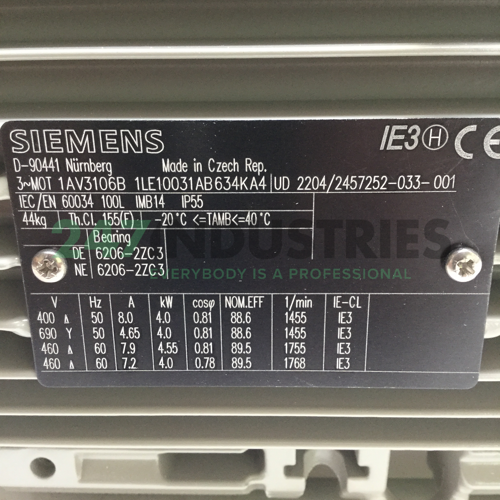 SIEMENS IE3 H CE
D-90441 Nürnberg Made in Czech Rep.
3~MOT 1AV3106B 1LE10031AB634KA4 UD 2204/2457252-033-001
IEC/EN 60034 100L IMB14 IP55
44kg Th.Cl. 155(F) -20°C <=TAMB<=40°C
Bearing
DE 6206-2ZC3
NE 6206-2ZC3
247 INDUSTRIES
EVERYBODY IS A PREMIUM
V Hz A kW cosφ NOM.EFF 1/min IE-CL
400 Δ 50 8.0 4.0 0.81 88.6 1455 IE3
690 Y 50 4.65 4.0 0.81 88.6 1455 IE3
460 Δ 60 7.9 4.55 0.81 89.5 1755 IE3
460 Δ 60 7.2 4.0 0.78 89.5 1768 IE3